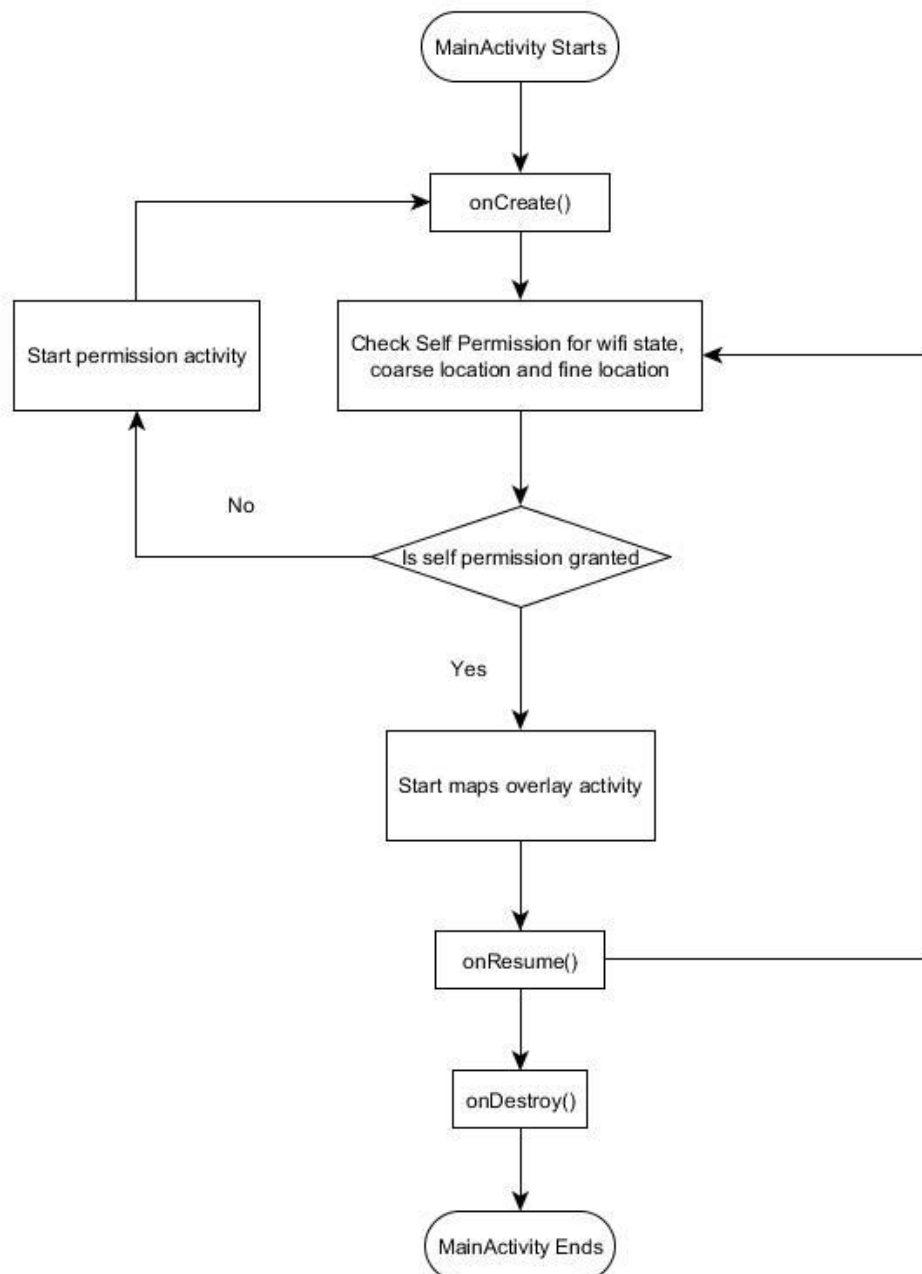 MainActivity Starts
onCreate()
Start permission activity
Check Self Permission for wifi state,
coarse location and fine location
No
Is self permission granted
Yes
Start maps overlay activity
onResume()
onDestroy()
MainActivity Ends